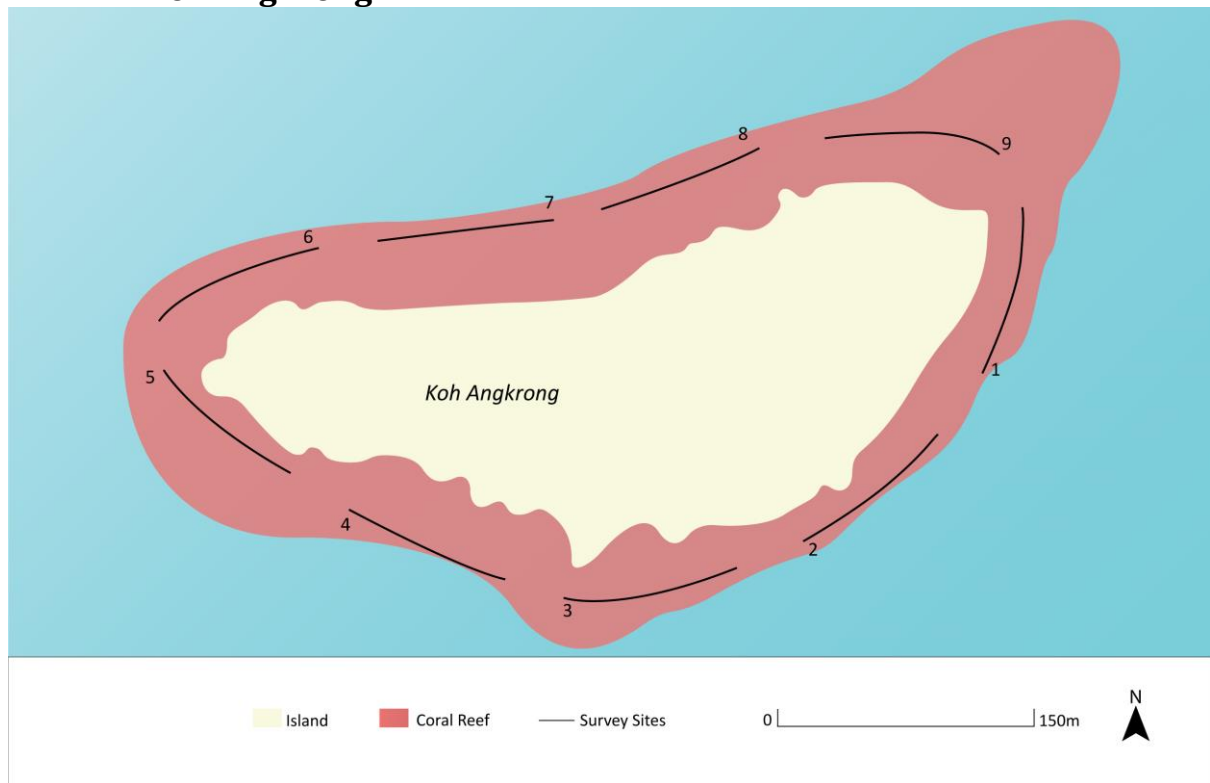 8
9
7
6
5
Koh Angkrong
1
4
2
3
N
Island
Coral Reef
Survey Sites
0
150m